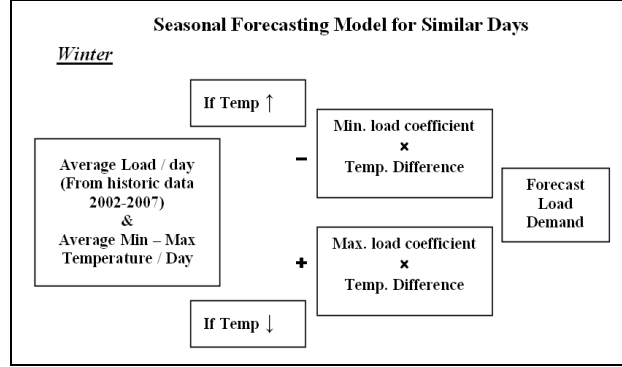 Seasonal Forecasting Model for Similar Days
Winter
If Temp ↑
Average Load / day
(From historic data
2002-2007)
&
Average Min – Max
Temperature / Day
–
Min. load coefficient
×
Temp. Difference
+
Max. load coefficient
×
Temp. Difference
Forecast
Load
Demand
If Temp ↓